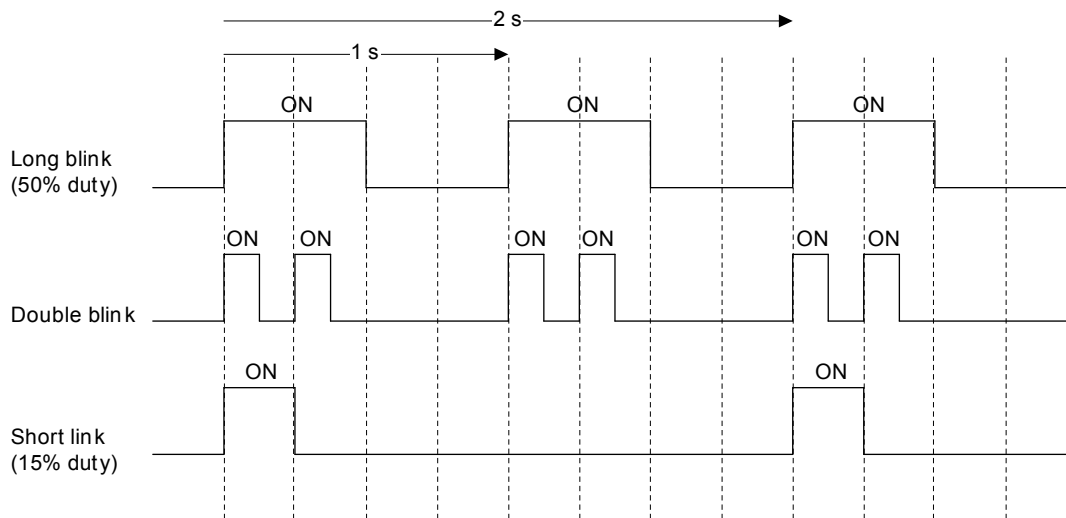 2 s
1 s
ON ON ON
Long blink
(50% duty)
ON ON ON ON ON ON
Double blink
ON ON
Short link
(15% duty)